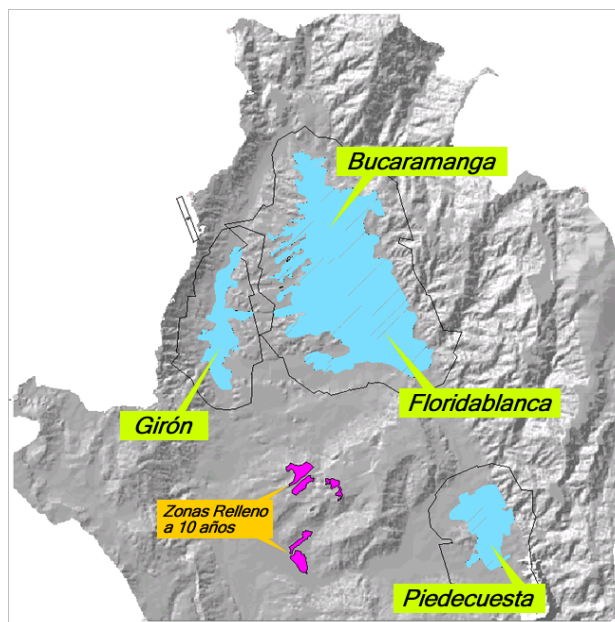 Bucaramanga
Floridablanca
Girón
Zonas Relleno
a 10 años
Piedecuesta